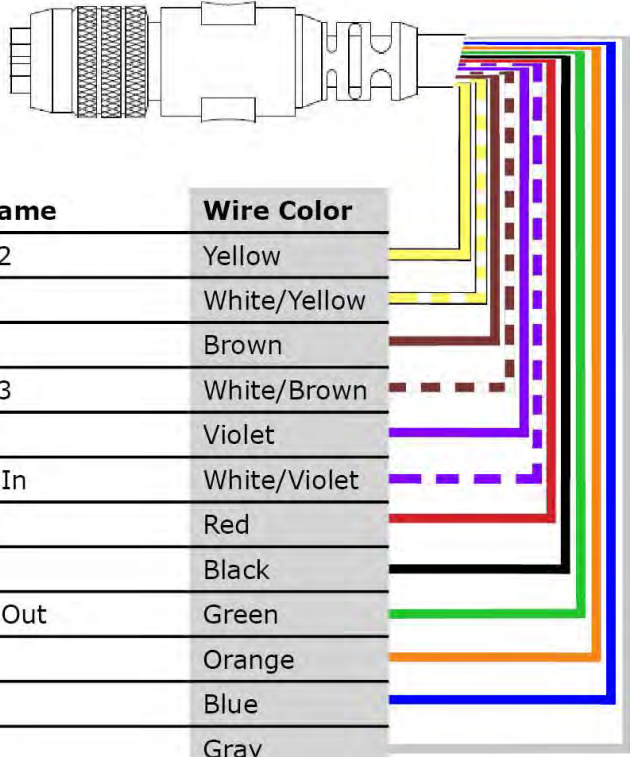 ame Wire Color
2 Yellow
White/Yellow
Brown
3 White/Brown
Violet
In White/Violet
Red
Black
Out Green
Orange
Blue
Gray